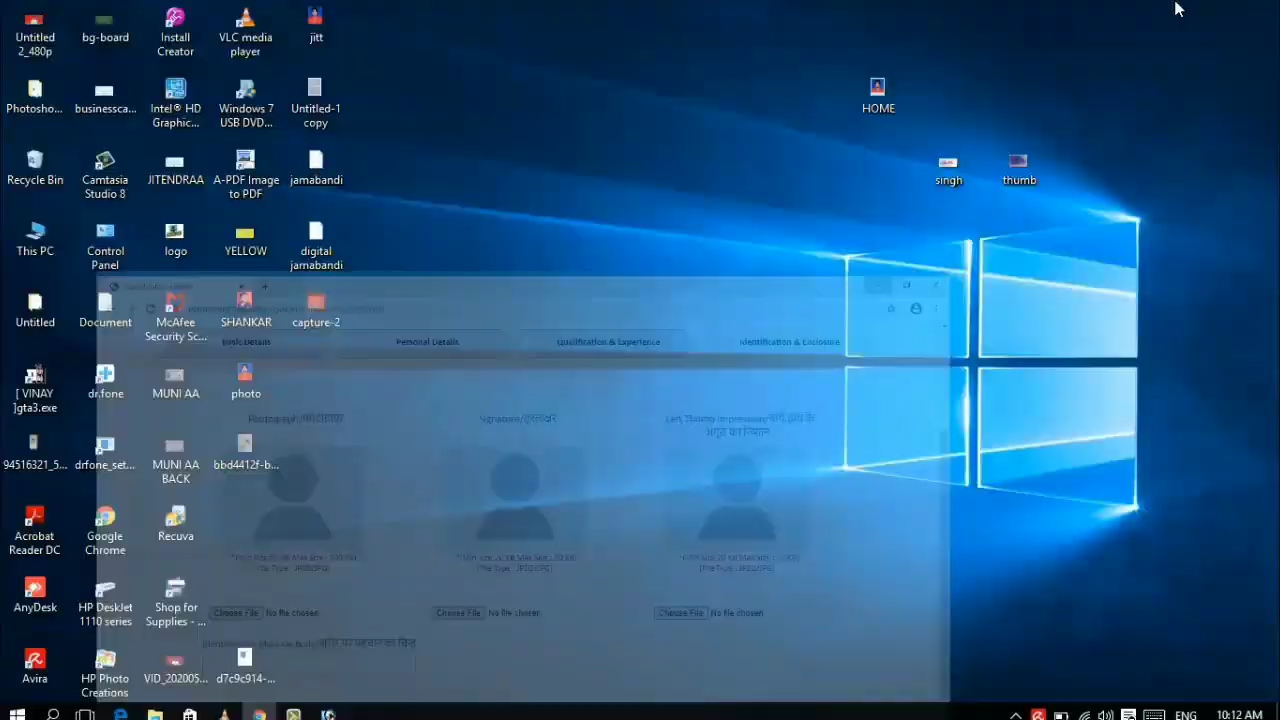 Untitled
2_480p
bg-board
Install
Creator
VLC media
player
jitt
Photosho...
businessca...
Intel® HD
Graphic...
Windows 7
USB DVD...
Untitled-1
copy
HOME
Recycle Bin
Camtasia
Studio 8
JITENDRAA
A-PDF Image
to PDF
jamabandi
singh
thumb
This PC
Control
Panel
logo
YELLOW
digital
jamabandi
Untitled
Document
McAfee
Security Sc...
SHANKAR
capture-2
Basic Details
Personal Details
Qualification & Experience
Identification & Enclosure
[ VINAY
]gta3.exe
dr.fone
MUNI AA
photo
Signature/हस्ताक्षर
94516321_5...
drfone_set...
MUNI AA
BACK
bbd4412f-b...
Acrobat
Reader DC
Google
Chrome
Recuva
AnyDesk
HP DeskJet
1110 series
Shop for
Supplies - ...
Choose File No file chosen
Choose File No file chosen
Choose File No file chosen
Avira
HP Photo
Creations
VID_202005...
d7c9c914-...
ENG
10:12 AM